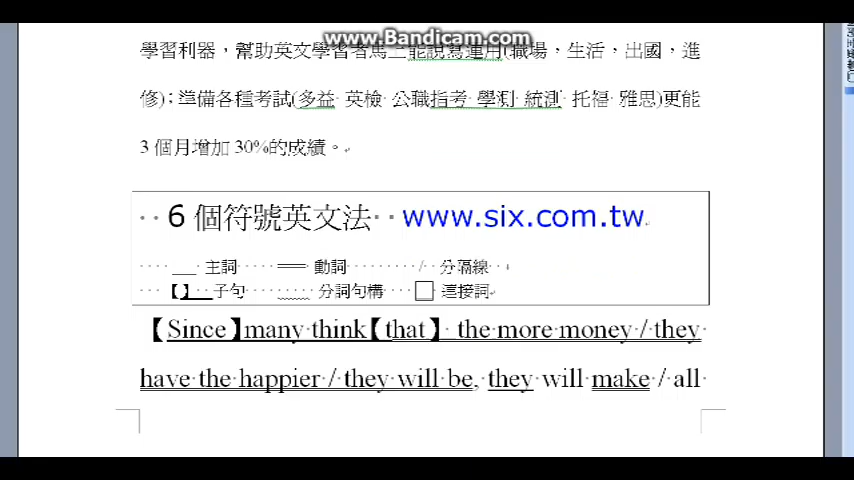 www.Bandicam.com
學習利器，幫助英文學習者馬上能說寫運用(職場，生活，出國，進
修)；準備各種考試(多益 英檢 公職指考 學測 統測 托福 雅思)更能
3 個月增加 30%的成績。
6 個符號英文法 www.six.com.tw
___ 主詞 ═══ 動詞 / 分隔線
【】__子句 ﹏﹏ 分詞句構 □ 連接詞
【Since】many think【that】 the more money / they
have the happier / they will be, they will make / all